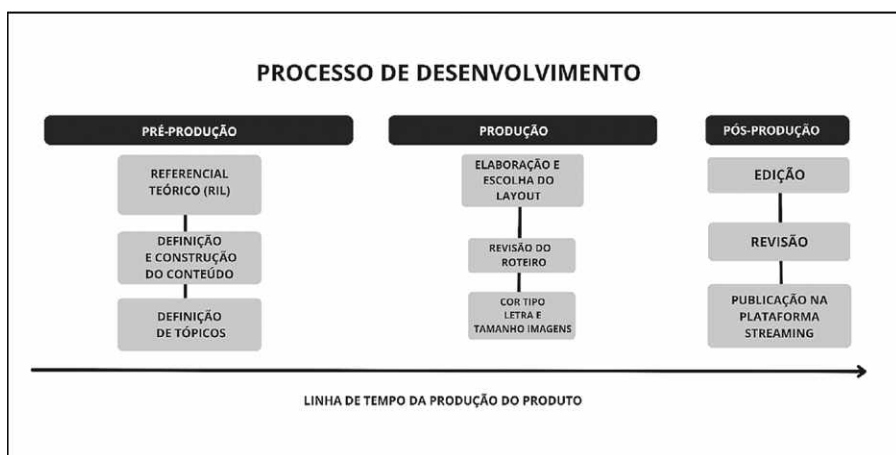 PROCESSO DE DESENVOLVIMENTO
PRÉ-PRODUÇÃO
REFERENCIAL
TEÓRICO (RIL)
DEFINIÇÃO
E CONSTRUÇÃO
DO CONTEÚDO
DEFINIÇÃO
DE TÓPICOS
PRODUÇÃO
ELABORAÇÃO E
ESCOLHA DO
LAYOUT
REVISÃO DO
ROTEIRO
COR TIPO
LETRA E
TAMANHO IMAGENS
PÓS-PRODUÇÃO
EDIÇÃO
REVISÃO
PUBLICAÇÃO NA
PLATAFORMA
STREAMING
LINHA DE TEMPO DA PRODUÇÃO DO PRODUTO